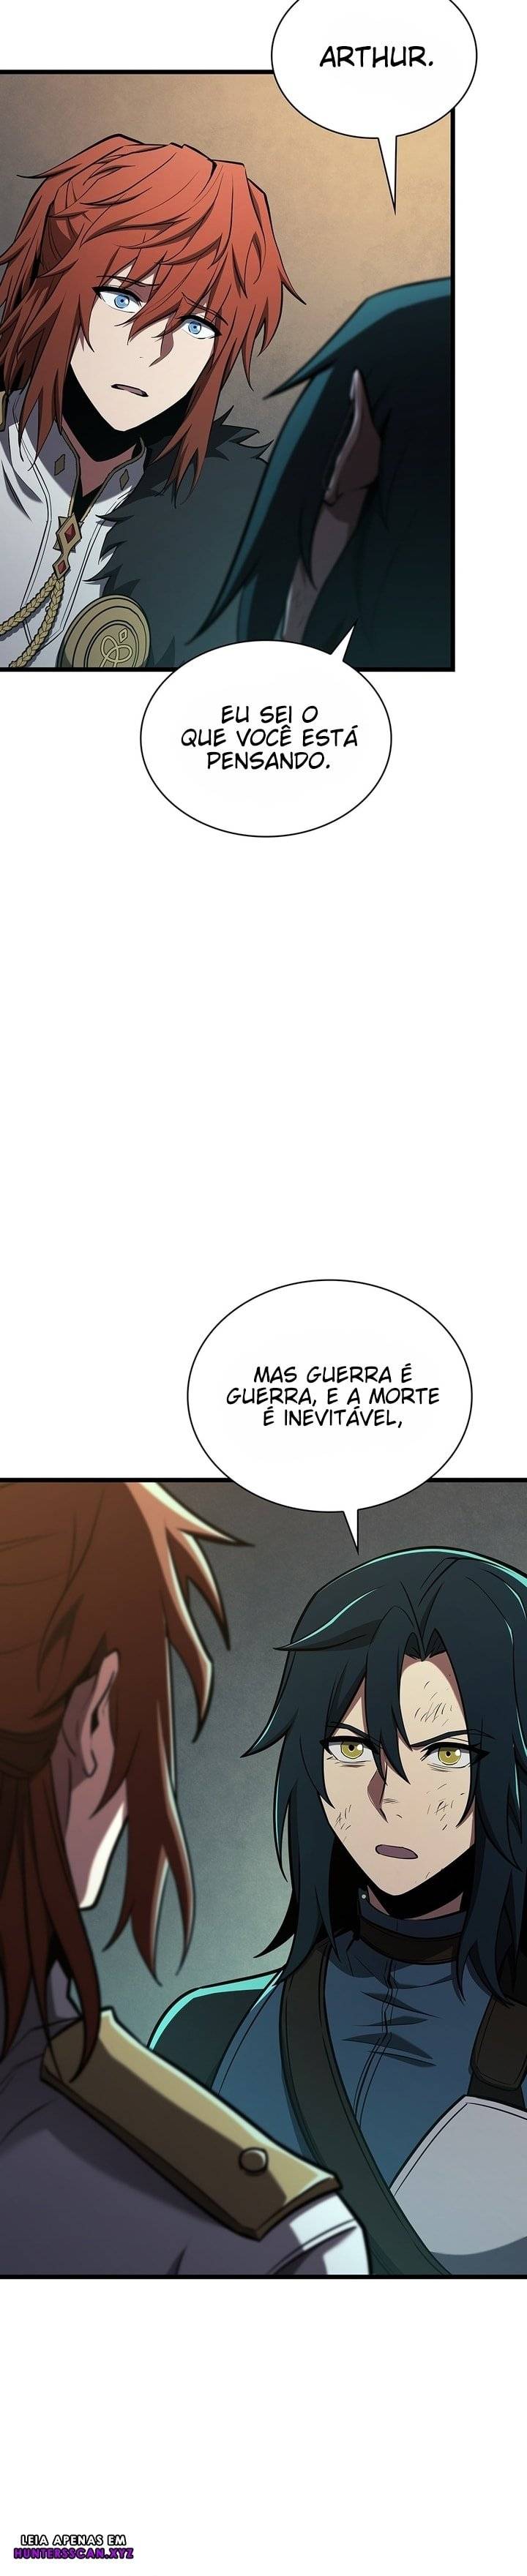 ARTHUR.
EU SEI O
QUE VOCÊ ESTÁ
PENSANDO.
MAS GUERRA É
GUERRA, E A MORTE
É INEVITÁVEL,
LEIA APENAS EM
HUNTERSSCAN.XYZ